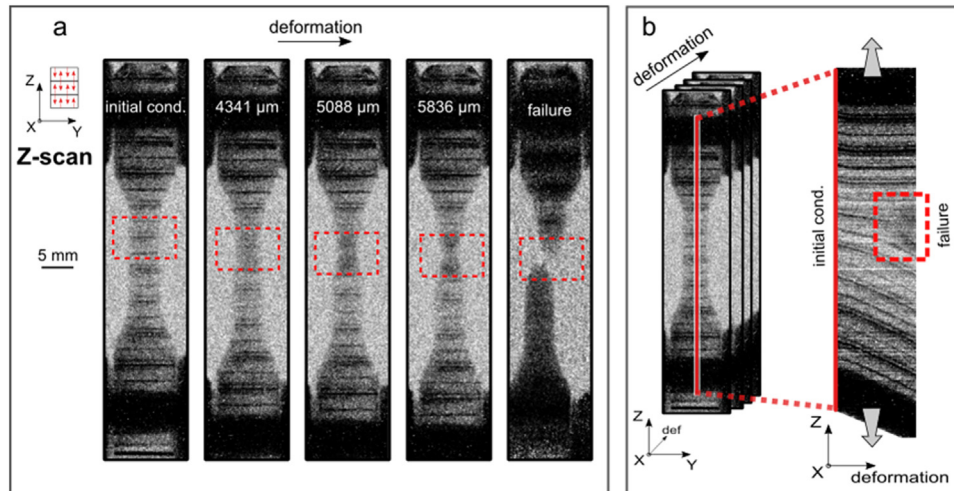 a
deformation
Z
X
Y
Z-scan
5 mm
initial cond.
4341 µm
5088 µm
5836 µm
failure
b
deformation
Z
def
X
Y
initial cond.
failure
Z
X
deformation